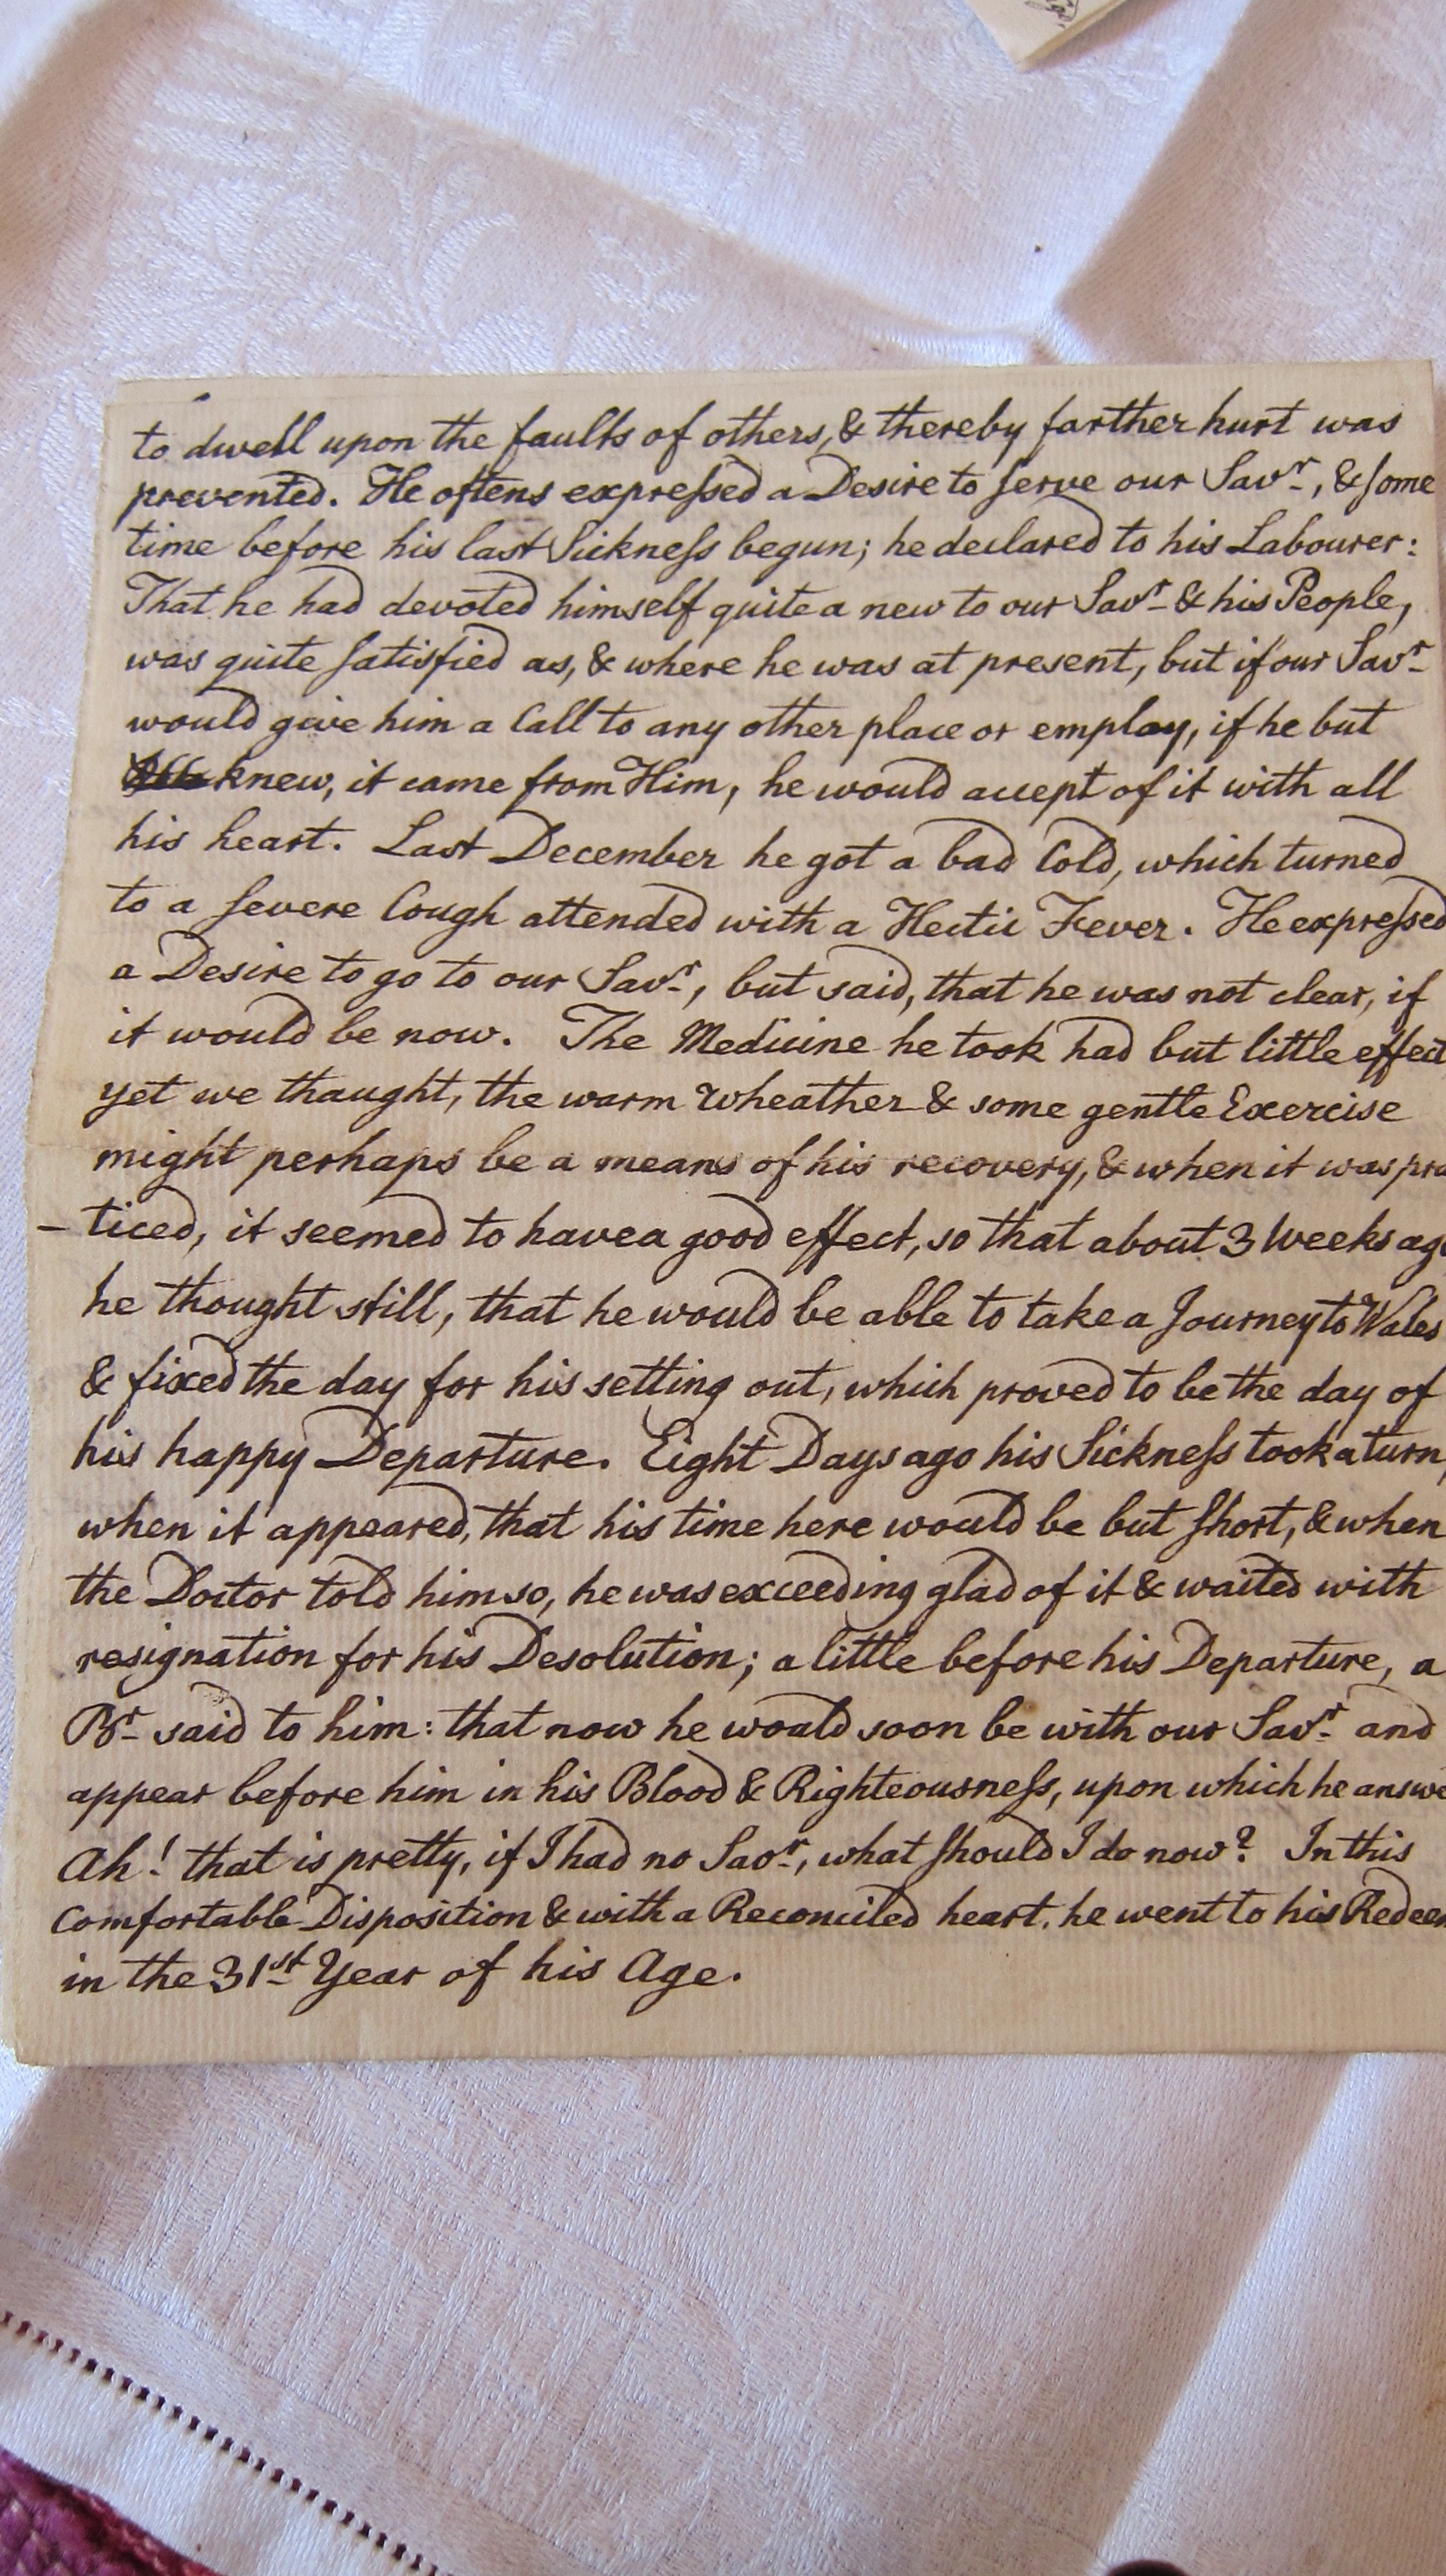 to dwell upon the faults of others, & thereby farther hurt was
prevented. He oftens expreſsed a Desire to ſerve our Savr., & ſome
time before his last Sickneſs begun; he declared to his Labourer:
That he had devoted himself quite a new to our Savr. & his People,
was quite ſatisfied as, & where he was at present, but if our Savr.
would give him a Call to any other place or employ, if he but
knew, it came from Him, he would accept of it with all
his heart. Last December he got a bad Cold, which turned
to a ſevere Cough attended with a Hectic Fever. He expreſsed
a Desire to go to our Savr., but said, that he was not clear, if
it would be now. The Medicine he took had but little effect
yet we thaught, the warm Wheather & some gentle Exercise
might perhaps be a means of his recovery, & when it was pra
– ticed, it seemed to have a good effect, so that about 3 Weeks ag
he thought still, that he would be able to take a Journey to Wales
& fixed the day for his setting out, which proved to be the day of
his happy Departure. Eight Days ago his Sickneſs took a turn,
when it appeared, that his time here would be but ſhort, & when
the Doctor told him so, he was exceeding glad of it & waited with
resignation for his Desolution; a little before his Departure, a
Br. said to him: that now he would soon be with our Savr. and
appear before him in his Blood & Righteousneſs, upon which he answe
Ah! that is pretty, if I had no Savr., what ſhould I do now? In this
Comfortable Disposition & with a Reconciled heart, he went to his Redeem
in the 31st Year of his Age.